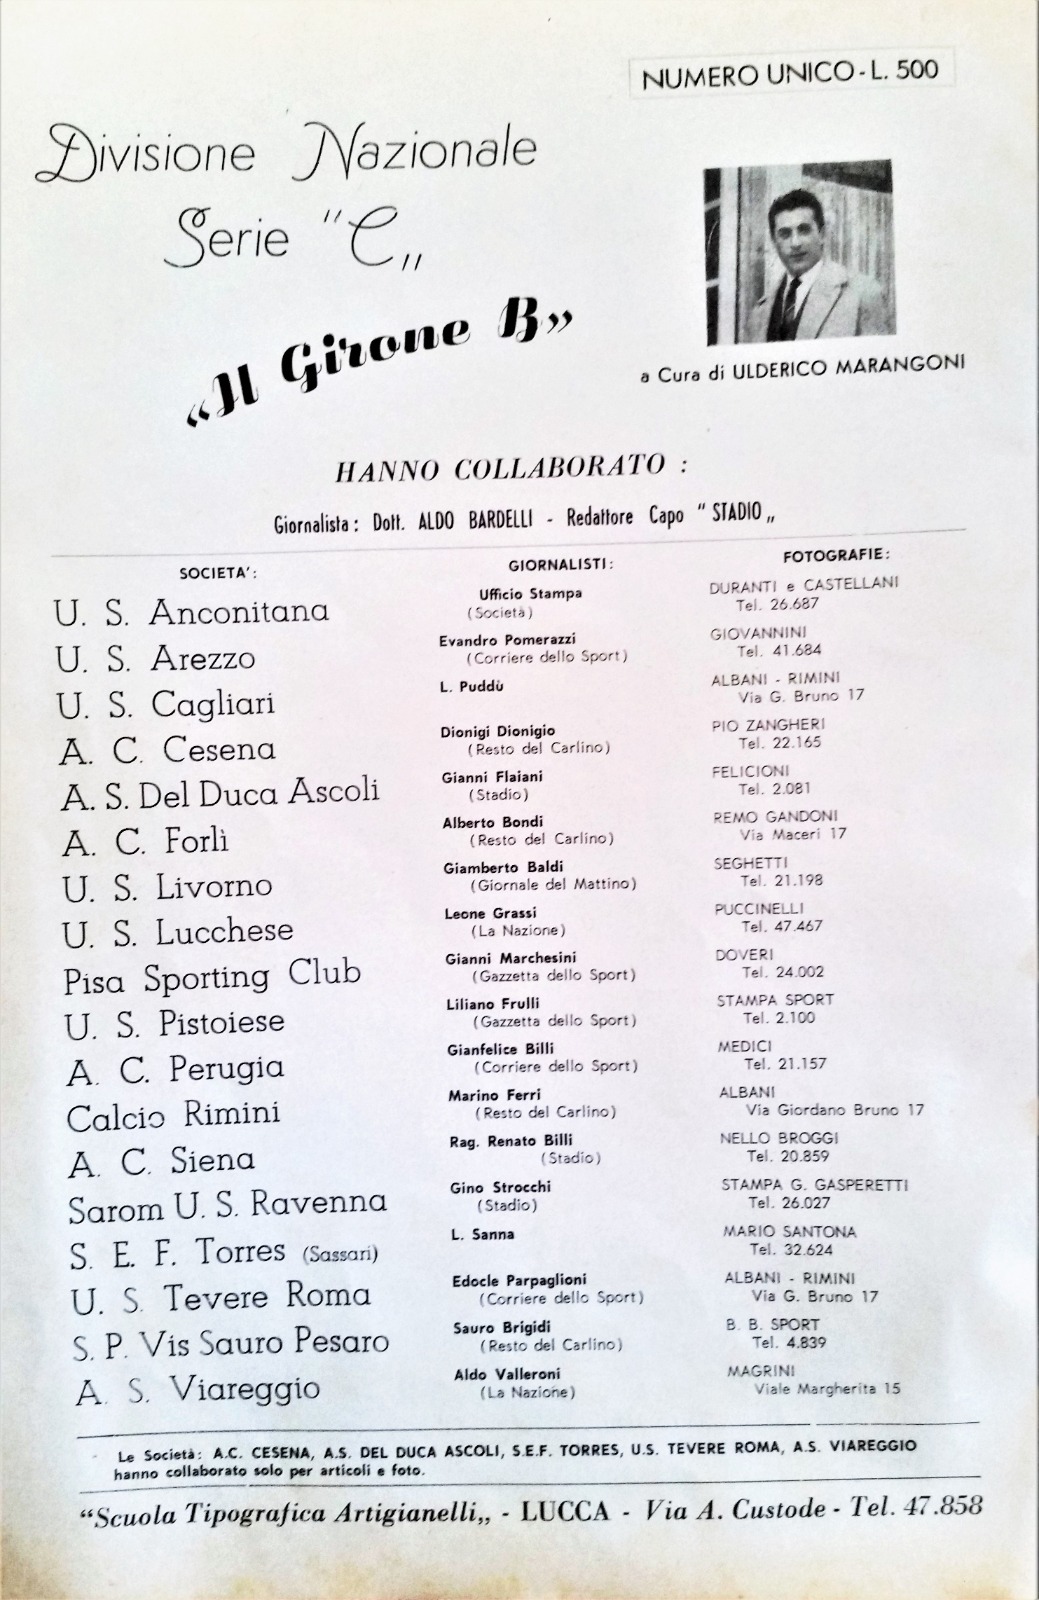 NUMERO UNICO - L. 500
Divisione Nazionale
Serie "C„
«Il Girone B»
a Cura di ULDERICO MARANGONI
HANNO COLLABORATO :
Giornalista : Dott. ALDO BARDELLI - Redattore Capo " STADIO „
SOCIETA' : GIORNALISTI : FOTOGRAFIE :
U. S. Anconitana Ufficio Stampa DURANTI e CASTELLANI
(Società) Tel. 26.687
U. S. Arezzo Evandro Pomerazzi GIOVANNINI
(Corriere dello Sport) Tel. 41.684
U. S. Cagliari L. Puddù ALBANI - RIMINI
Via G. Bruno 17
A. C. Cesena Dionigi Dionigio PIO ZANGHERI
(Resto del Carlino) Tel. 22.165
A. S. Del Duca Ascoli Gianni Flaiani FELICIONI
(Stadio) Tel. 2.081
A. C. Forlì Alberto Bondi REMO GANDONI
(Resto del Carlino) Via Maceri 17
U. S. Livorno Giamberto Baldi SEGHETTI
(Giornale del Mattino) Tel. 21.198
U. S. Lucchese Leone Grassi PUCCINELLI
(La Nazione) Tel. 47.467
Pisa Sporting Club Gianni Marchesini DOVERI
(Gazzetta dello Sport) Tel. 24.002
U. S. Pistoiese Liliano Frulli STAMPA SPORT
(Gazzetta dello Sport) Tel. 2.100
A. C. Perugia Gianfelice Billi MEDICI
(Corriere dello Sport) Tel. 21.157
Calcio Rimini Marino Ferri ALBANI
(Resto del Carlino) Via Giordano Bruno 17
A. C. Siena Rag. Renato Billi NELLO BROGGI
(Stadio) Tel. 20.859
Sarom U. S. Ravenna Gino Strocchi STAMPA G. GASPERETTI
(Stadio) Tel. 26.027
S. E. F. Torres (Sassari) L. Sanna MARIO SANTONA
Tel. 32.624
U. S. Tevere Roma Edocle Parpaglioni ALBANI - RIMINI
(Corriere dello Sport) Via G. Bruno 17
S. P. Vis Sauro Pesaro Sauro Brigidi B. B. SPORT
(Resto del Carlino) Tel. 4.839
A. S. Viareggio Aldo Valleroni MAGRINI
(La Nazione) Viale Margherita 15
Le Società : A.C. CESENA, A.S. DEL DUCA ASCOLI, S.E.F. TORRES, U.S. TEVERE ROMA, A.S. VIAREGGIO
hanno collaborato solo per articoli e foto.
"Scuola Tipografica Artigianelli„ - LUCCA - Via A. Custode - Tel. 47.858